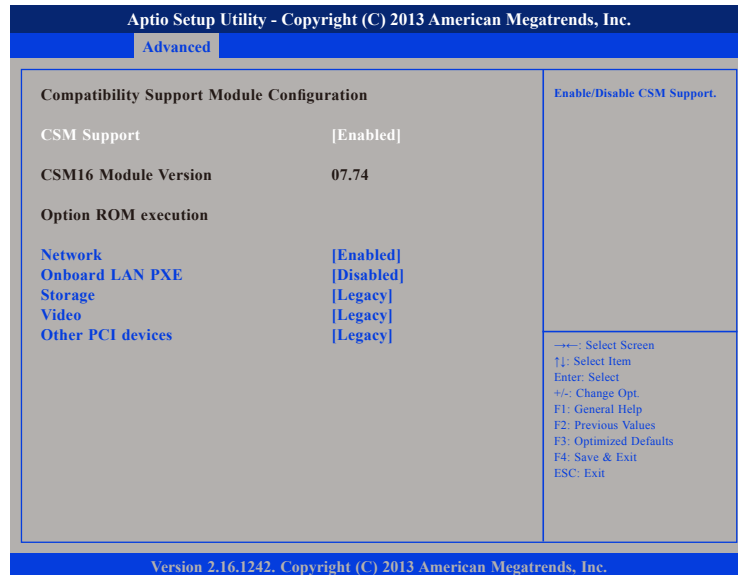 Aptio Setup Utility - Copyright (C) 2013 American Megatrends, Inc.
Advanced
Compatibility Support Module Configuration
CSM Support [Enabled]
CSM16 Module Version 07.74
Option ROM execution
Network [Enabled]
Onboard LAN PXE [Disabled]
Storage [Legacy]
Video [Legacy]
Other PCI devices [Legacy]
Enable/Disable CSM Support.
→←: Select Screen
↑↓: Select Item
Enter: Select
+/-: Change Opt.
F1: General Help
F2: Previous Values
F3: Optimized Defaults
F4: Save & Exit
ESC: Exit
Version 2.16.1242. Copyright (C) 2013 American Megatrends, Inc.